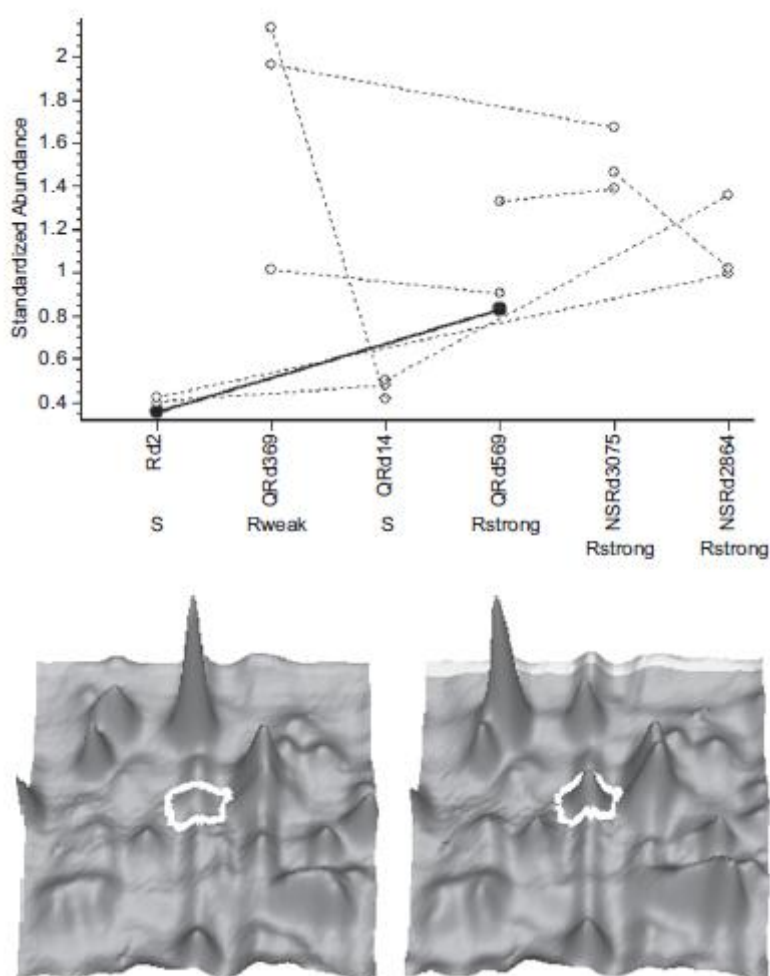 Standardized Abundance
2
1.8
1.6
1.4
1.2
1
0.8
0.6
0.4
Rd2
QRd369
QRd14
QRd569
NSRd3075
NSRd2864
S
Rweak
S
Rstrong
Rstrong
Rstrong